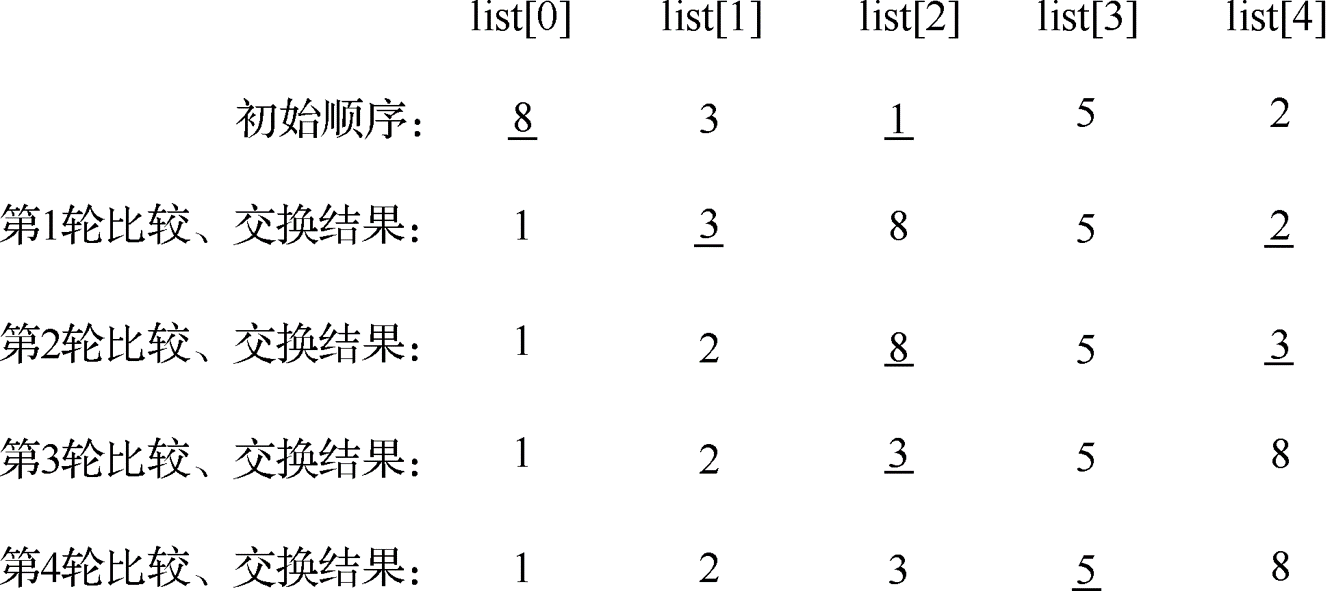 list[0] list[1] list[2] list[3] list[4]
初始顺序: 8 3 1 5 2
第1轮比较、交换结果: 1 3 8 5 2
第2轮比较、交换结果: 1 2 8 5 3
第3轮比较、交换结果: 1 2 3 5 8
第4轮比较、交换结果: 1 2 3 5 8